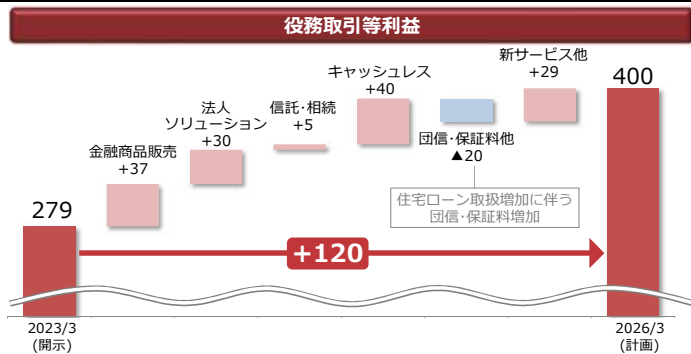 役務取引等利益
279
金融商品販売
+37
法人
ソリューション
+30
信託・相続
+5
キャッシュレス
+40
団信・保証料他
▲20
住宅ローン取扱増加に伴う
団信・保証料増加
新サービス他
+29
400
+120
2023/3
(開示)
2026/3
(計画)